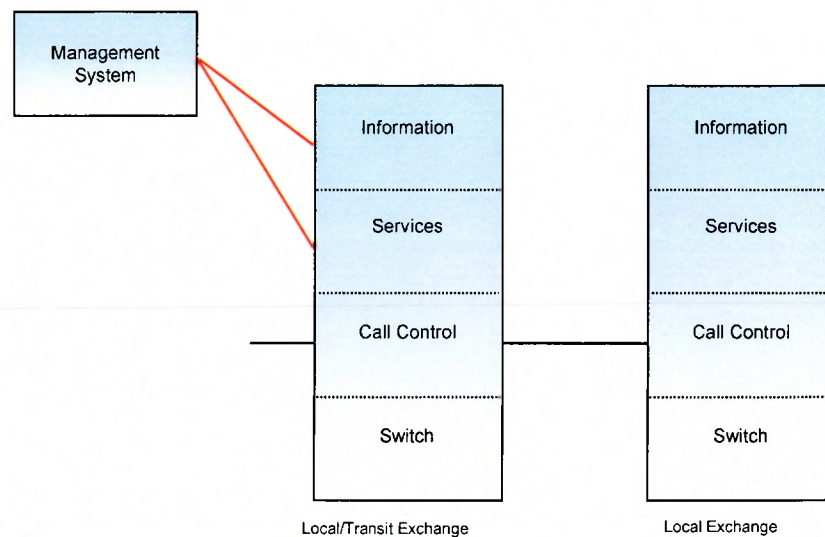 Management
System
Information
Services
Call Control
Switch
Local/Transit Exchange
Information
Services
Call Control
Switch
Local Exchange